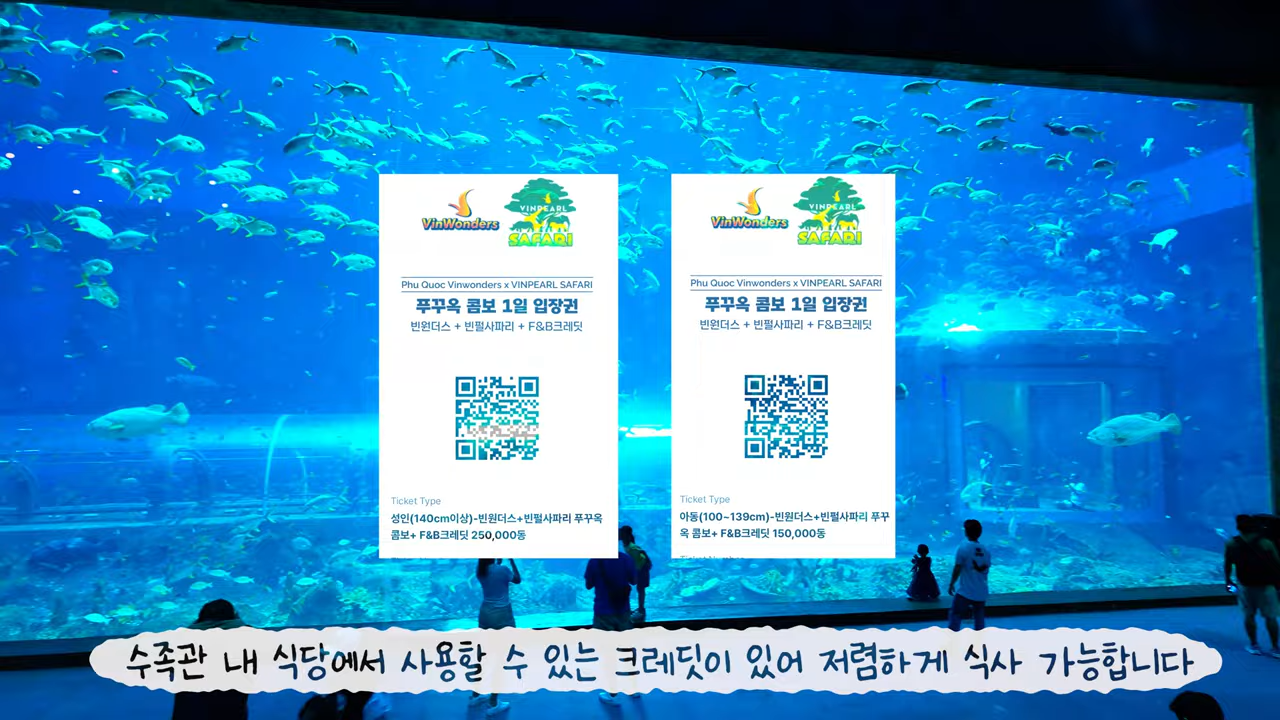 VinWonders
VINPEARL
SAFARI
Phu Quoc Vinwonders x VINPEARL SAFARI
푸꾸옥 콤보 1일 입장권
빈원더스 + 빈펄사파리 + F&B크레딧
Ticket Type
성인(140cm이상)-빈원더스+빈펄사파리 푸꾸옥
콤보+ F&B크레딧 250,000동
VinWonders
VINPEARL
SAFARI
Phu Quoc Vinwonders x VINPEARL SAFARI
푸꾸옥 콤보 1일 입장권
빈원더스 + 빈펄사파리 + F&B크레딧
Ticket Type
아동(100~139cm)-빈원더스+빈펄사파리 푸꾸
옥 콤보+ F&B크레딧 150,000동
수족관 내 식당에서 사용할 수 있는 크레딧이 있어 저렴하게 식사 가능합니다